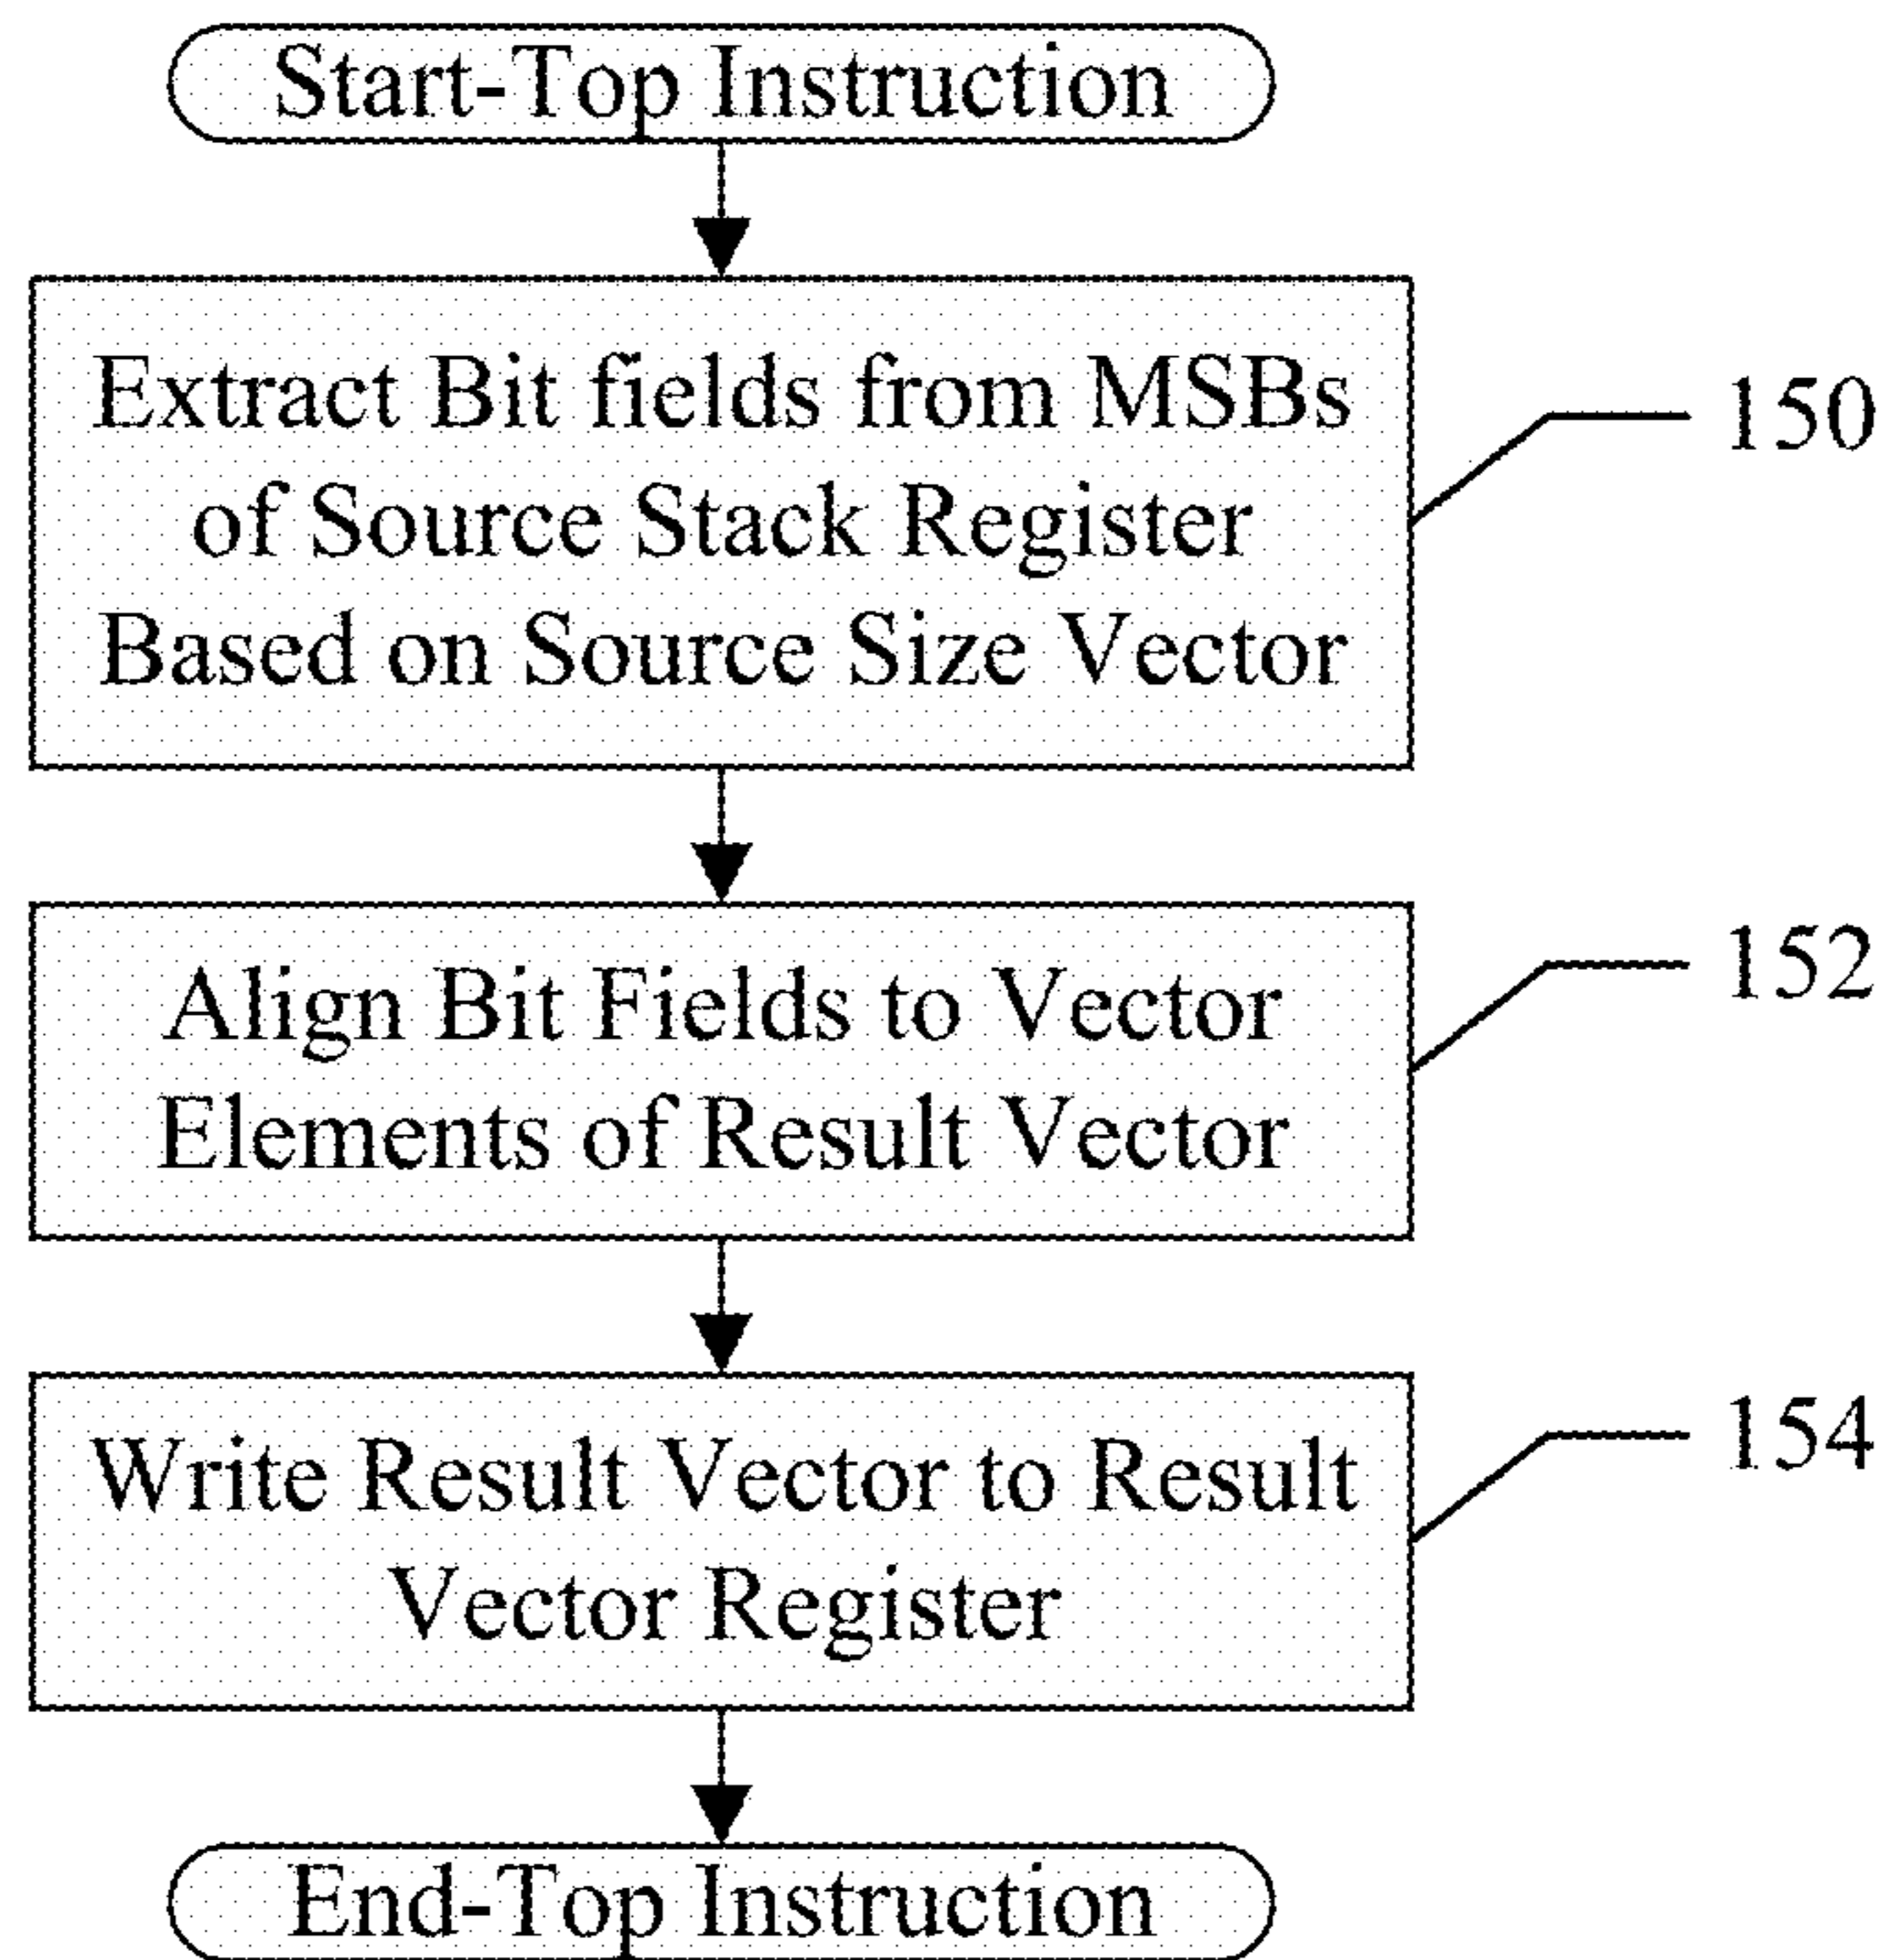 Start-Top Instruction
Extract Bit fields from MSBs
of Source Stack Register
Based on Source Size Vector
150
Align Bit Fields to Vector
Elements of Result Vector
152
Write Result Vector to Result
Vector Register
154
End-Top Instruction